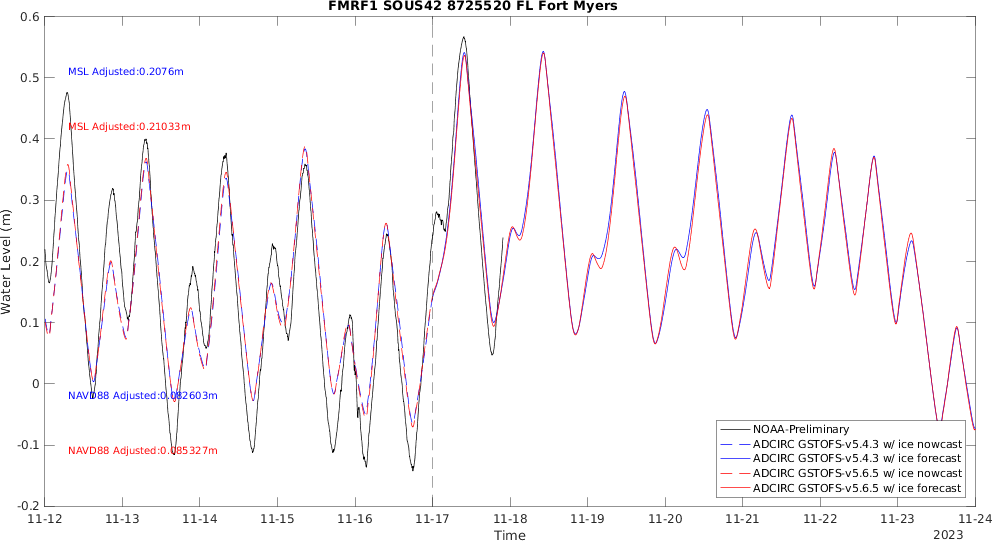 FMRF1 SOUS42 8725520 FL Fort Myers
0.6
0.5
0.4
0.3
0.2
0.1
0
-0.1
-0.2
Water Level (m)
MSL Adjusted:0.2076m
MSL Adjusted:0.21033m
NAVD88 Adjusted:0.082603m
NAVD88 Adjusted:0.085327m
NOAA-Preliminary
ADCIRC GSTOFS-v5.4.3 w/ ice nowcast
ADCIRC GSTOFS-v5.4.3 w/ ice forecast
ADCIRC GSTOFS-v5.6.5 w/ ice nowcast
ADCIRC GSTOFS-v5.6.5 w/ ice forecast
11-12 11-13 11-14 11-15 11-16 11-17 11-18 11-19 11-20 11-21 11-22 11-23 11-24
Time
2023